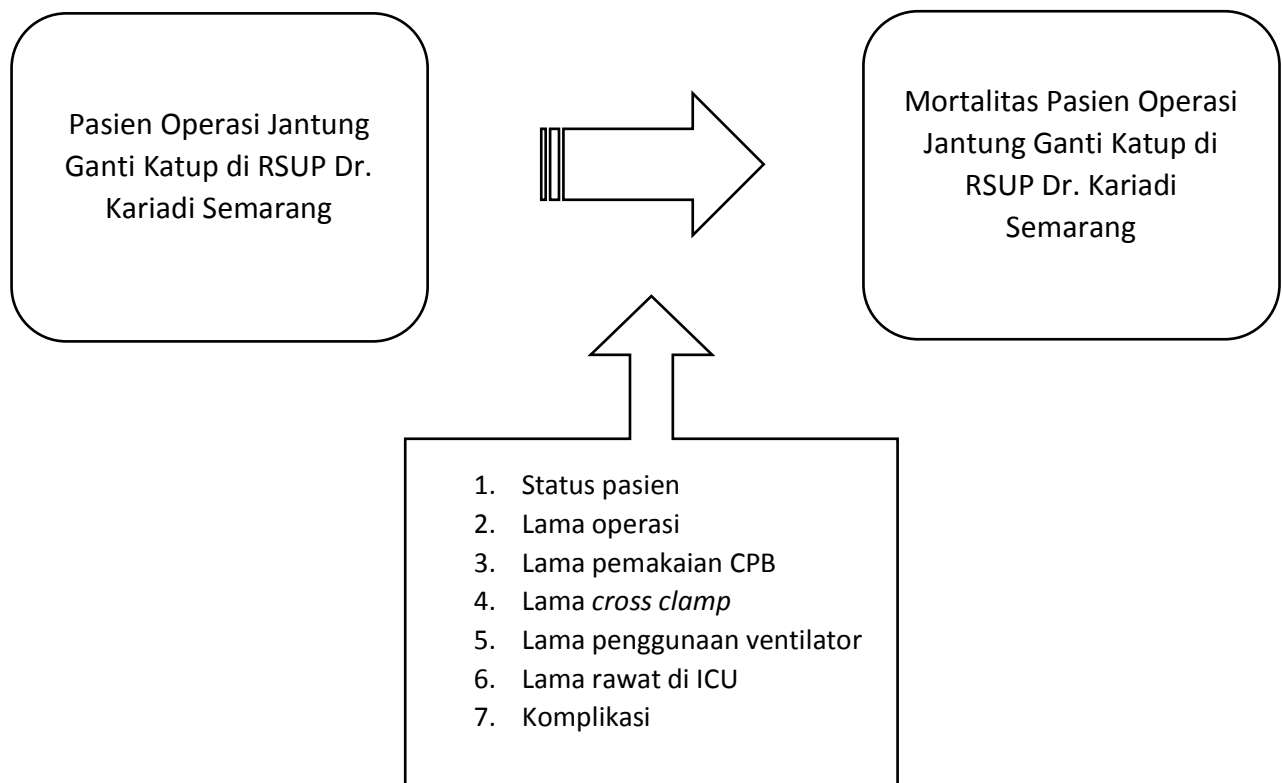 Pasien Operasi Jantung
Ganti Katup di RSUP Dr.
Kariadi Semarang
Mortalitas Pasien Operasi
Jantung Ganti Katup di
RSUP Dr. Kariadi
Semarang
1. Status pasien
2. Lama operasi
3. Lama pemakaian CPB
4. Lama cross clamp
5. Lama penggunaan ventilator
6. Lama rawat di ICU
7. Komplikasi